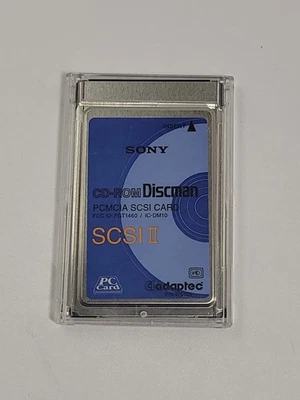 INSERT
SONY
CD-ROM Discman
PCMCIA SCSI CARD
SCSI II
PC
Card
adaptec